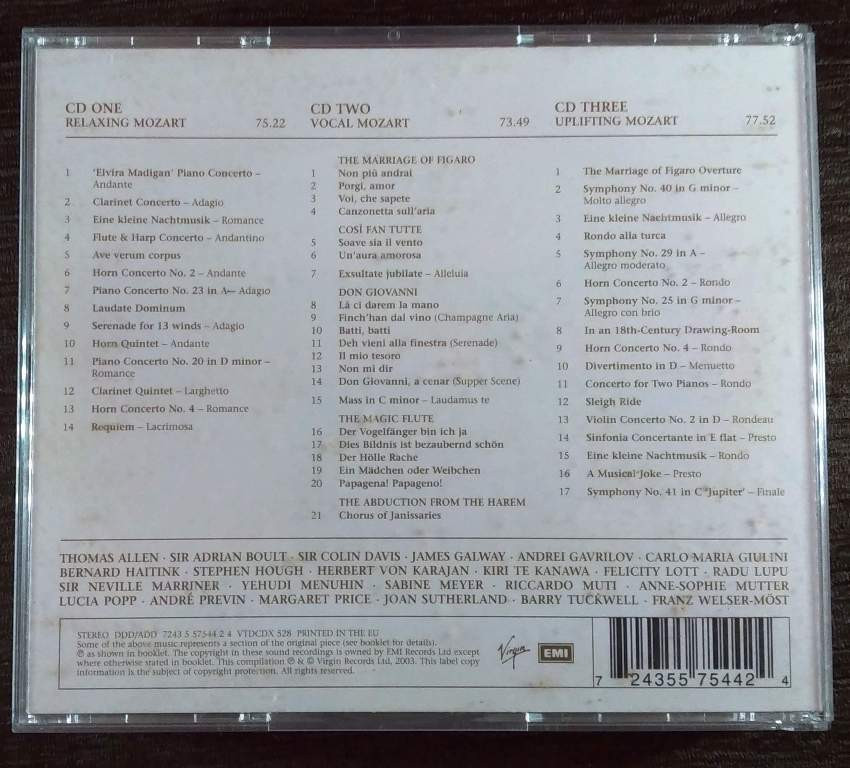 CD ONE
RELAXING MOZART 75.22
1 'Elvira Madigan' Piano Concerto –
Andante
2 Clarinet Concerto – Adagio
3 Eine kleine Nachtmusik – Romance
4 Flute & Harp Concerto – Andantino
5 Ave verum corpus
6 Horn Concerto No. 2 – Andante
7 Piano Concerto No. 23 in A – Adagio
8 Laudate Dominum
9 Serenade for 13 winds – Adagio
10 Horn Quintet – Andante
11 Piano Concerto No. 20 in D minor –
Romance
12 Clarinet Quintet – Larghetto
13 Horn Concerto No. 4 – Romance
14 Requiem – Lacrimosa
CD TWO
VOCAL MOZART 73.49
THE MARRIAGE OF FIGARO
1 Non più andrai
2 Porgi, amor
3 Voi, che sapete
4 Canzonetta sull'aria
COSÌ FAN TUTTE
5 Soave sia il vento
6 Un'aura amorosa
7 Exsultate jubilate – Alleluia
DON GIOVANNI
8 Là ci darem la mano
9 Finch'han dal vino (Champagne Aria)
10 Batti, batti
11 Deh vieni alla finestra (Serenade)
12 Il mio tesoro
13 Non mi dir
14 Don Giovanni, a cenar (Supper Scene)
15 Mass in C minor – Laudamus te
THE MAGIC FLUTE
16 Der Vogelfänger bin ich ja
17 Dies Bildnis ist bezaubernd schön
18 Der Hölle Rache
19 Ein Mädchen oder Weibchen
20 Papagena! Papageno!
THE ABDUCTION FROM THE HAREM
21 Chorus of Janissaries
CD THREE
UPLIFTING MOZART 77.52
1 The Marriage of Figaro Overture
2 Symphony No. 40 in G minor –
Molto allegro
3 Eine kleine Nachtmusik – Allegro
4 Rondo alla turca
5 Symphony No. 29 in A –
Allegro moderato
6 Horn Concerto No. 2 – Rondo
7 Symphony No. 25 in G minor –
Allegro con brio
8 In an 18th-Century Drawing-Room
9 Horn Concerto No. 4 – Rondo
10 Divertimento in D – Menuetto
11 Concerto for Two Pianos – Rondo
12 Sleigh Ride
13 Violin Concerto No. 2 in D – Rondeau
14 Sinfonia Concertante in E flat – Presto
15 Eine kleine Nachtmusik – Rondo
16 A Musical Joke – Presto
17 Symphony No. 41 in C 'Jupiter' – Finale
THOMAS ALLEN · SIR ADRIAN BOULT · SIR COLIN DAVIS · JAMES GALWAY · ANDREI GAVRILOV · CARLO MARIA GIULINI
BERNARD HAITINK · STEPHEN HOUGH · HERBERT VON KARAJAN · KIRI TE KANAWA · FELICITY LOTT · RADU LUPU
SIR NEVILLE MARRINER · YEHUDI MENUHIN · SABINE MEYER · RICCARDO MUTI · ANNE-SOPHIE MUTTER
LUCIA POPP · ANDRÉ PREVIN · MARGARET PRICE · JOAN SUTHERLAND · BARRY TUCKWELL · FRANZ WELSER-MÖST
STEREO DDD/ADD 7243 5 57544 2 4 VTDCDX 528 PRINTED IN THE EU
Some of the above music represents a section of the original piece (see booklet for details).
℗ as shown in booklet. The copyright in these sound recordings is owned by EMI Records Ltd except
where otherwise stated in booklet. This compilation ℗ & © Virgin Records Ltd, 2003. This label copy
information is the subject of copyright protection. All rights reserved.
Virgin EMI
7 24355 75442 4